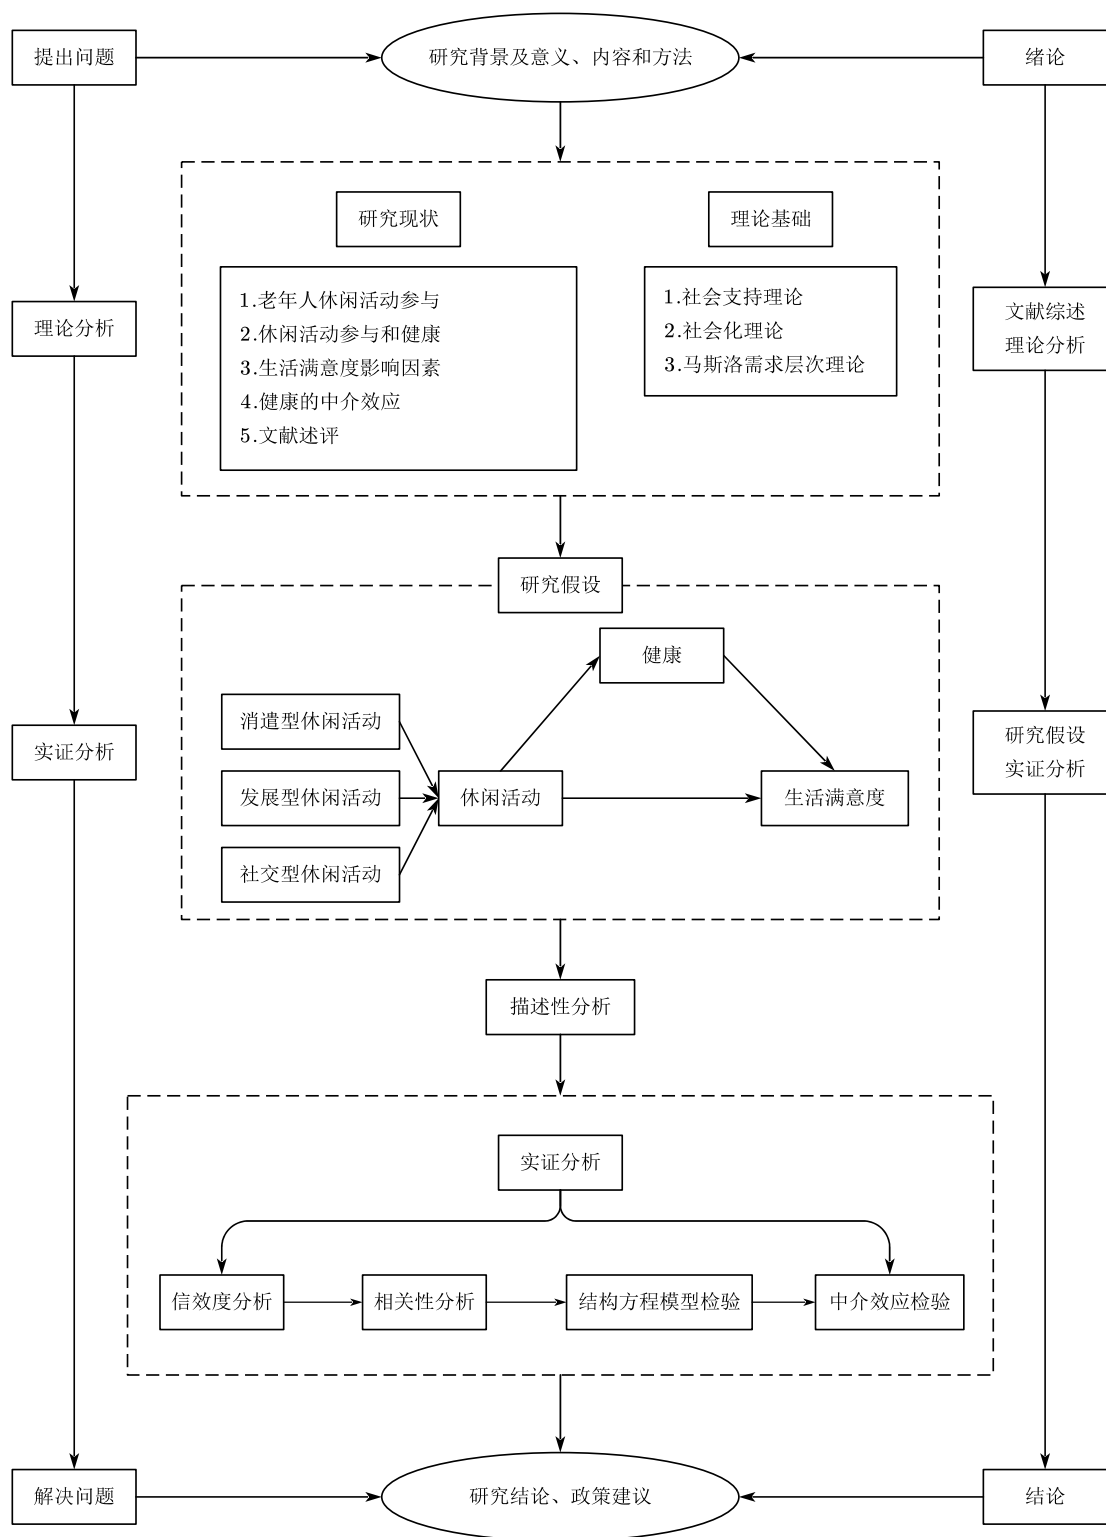 提出问题
研究背景及意义、内容和方法
绪论
研究现状
理论基础
1.老年人休闲活动参与
2.休闲活动参与和健康
3.生活满意度影响因素
4.健康的中介效应
5.文献述评
1.社会支持理论
2.社会化理论
3.马斯洛需求层次理论
理论分析
文献综述
理论分析
研究假设
健康
消遣型休闲活动
发展型休闲活动
社交型休闲活动
休闲活动
生活满意度
实证分析
研究假设
实证分析
描述性分析
实证分析
信效度分析
相关性分析
结构方程模型检验
中介效应检验
解决问题
研究结论、政策建议
结论